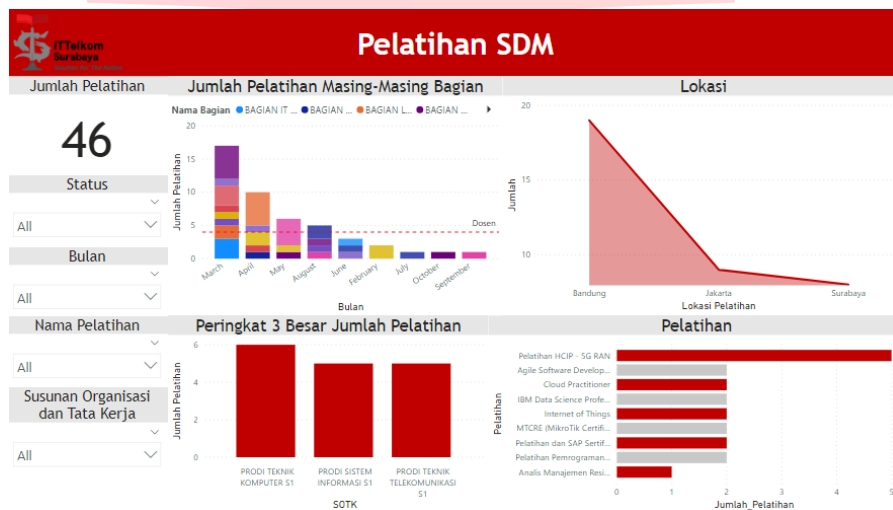 ITTelkom
Surabaya
Pelatihan SDM
Jumlah Pelatihan
46
Status
All
Bulan
All
Nama Pelatihan
All
Susunan Organisasi
dan Tata Kerja
All
Jumlah Pelatihan Masing-Masing Bagian
Nama Bagian BAGIAN IT ... BAGIAN ... BAGIAN L... BAGIAN ...
Jumlah Pelatihan
20
15
10
5
0
Dosen
March
April
May
August
June
February
July
October
September
Bulan
Lokasi
Jumlah
20
15
10
Bandung
Jakarta
Surabaya
Lokasi Pelatihan
Peringkat 3 Besar Jumlah Pelatihan
Jumlah Pelatihan
6
4
2
0
PRODI TEKNIK
KOMPUTER S1
PRODI SISTEM
INFORMASI S1
PRODI TEKNIK
TELEKOMUNIKASI
S1
SOTK
Pelatihan
Pelatihan
Pelatihan HCIP - 5G RAN
Agile Software Develop...
Cloud Practitioner
IBM Data Science Profe...
Internet of Things
MTCRE (MikroTik Certifi...
Pelatihan dan SAP Sertif...
Pelatihan Pemrograman...
Analis Manajemen Resi...
0
1
2
3
4
5
Jumlah_Pelatihan